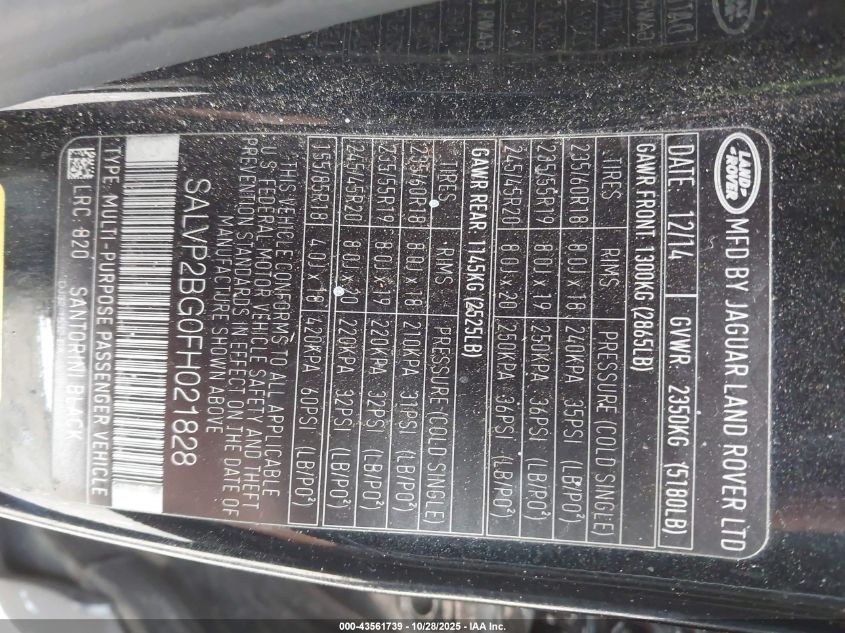 LAND-
ROVER
MFD BY JAGUAR LAND ROVER LTD
DATE 12/14 GVWR: 2350KG (5180LB)
GAWR FRONT: 1300KG (2865LB)
TIRES RIMS PRESSURE (COLD SINGLE)
235/60R18 8.0J × 18 240KPA 35PSI (LB/PO²)
235/55R19 8.0J × 19 250KPA 36PSI (LB/PO²)
245/45R20 8.0J × 20 250KPA 36PSI (LB/PO²)
GAWR REAR: 1145KG (2525LB)
TIRES RIMS PRESSURE (COLD SINGLE)
235/60R18 8.0J × 18 210KPA 31PSI (LB/PO²)
235/55R19 8.0J × 19 220KPA 32PSI (LB/PO²)
245/45R20 8.0J × 20 220KPA 32PSI (LB/PO²)
155/85R18 4.0J × 18 420KPA 60PSI (LB/PO²)
THIS VEHICLE CONFORMS TO ALL APPLICABLE
U.S. FEDERAL MOTOR VEHICLE SAFETY AND THEFT
PREVENTION STANDARDS IN EFFECT ON THE DATE OF
MANUFACTURE SHOWN ABOVE
SALVP2BG0FH021828
TYPE: MULTI-PURPOSE PASSENGER VEHICLE
LRC 820 SANTORINI BLACK
000-43561739 - 10/28/2025 - www.iaai.com